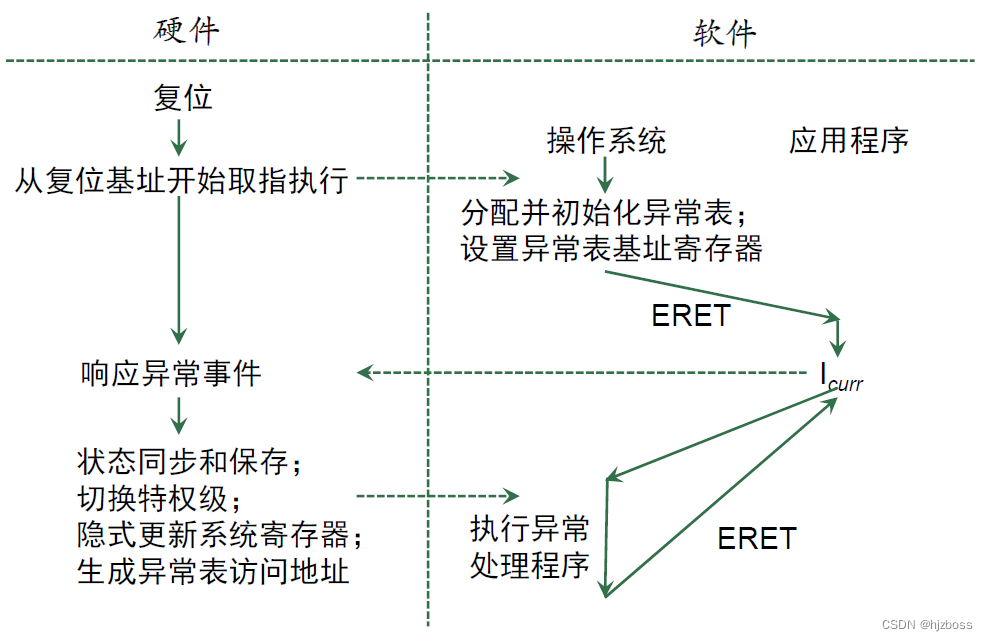 硬件
软件
复位
从复位基址开始取指执行
操作系统
应用程序
分配并初始化异常表；
设置异常表基址寄存器
ERET
响应异常事件
Icurr
状态同步和保存；
切换特权级；
隐式更新系统寄存器；
生成异常表访问地址
执行异常
处理程序
ERET
CSDN @hjzboss